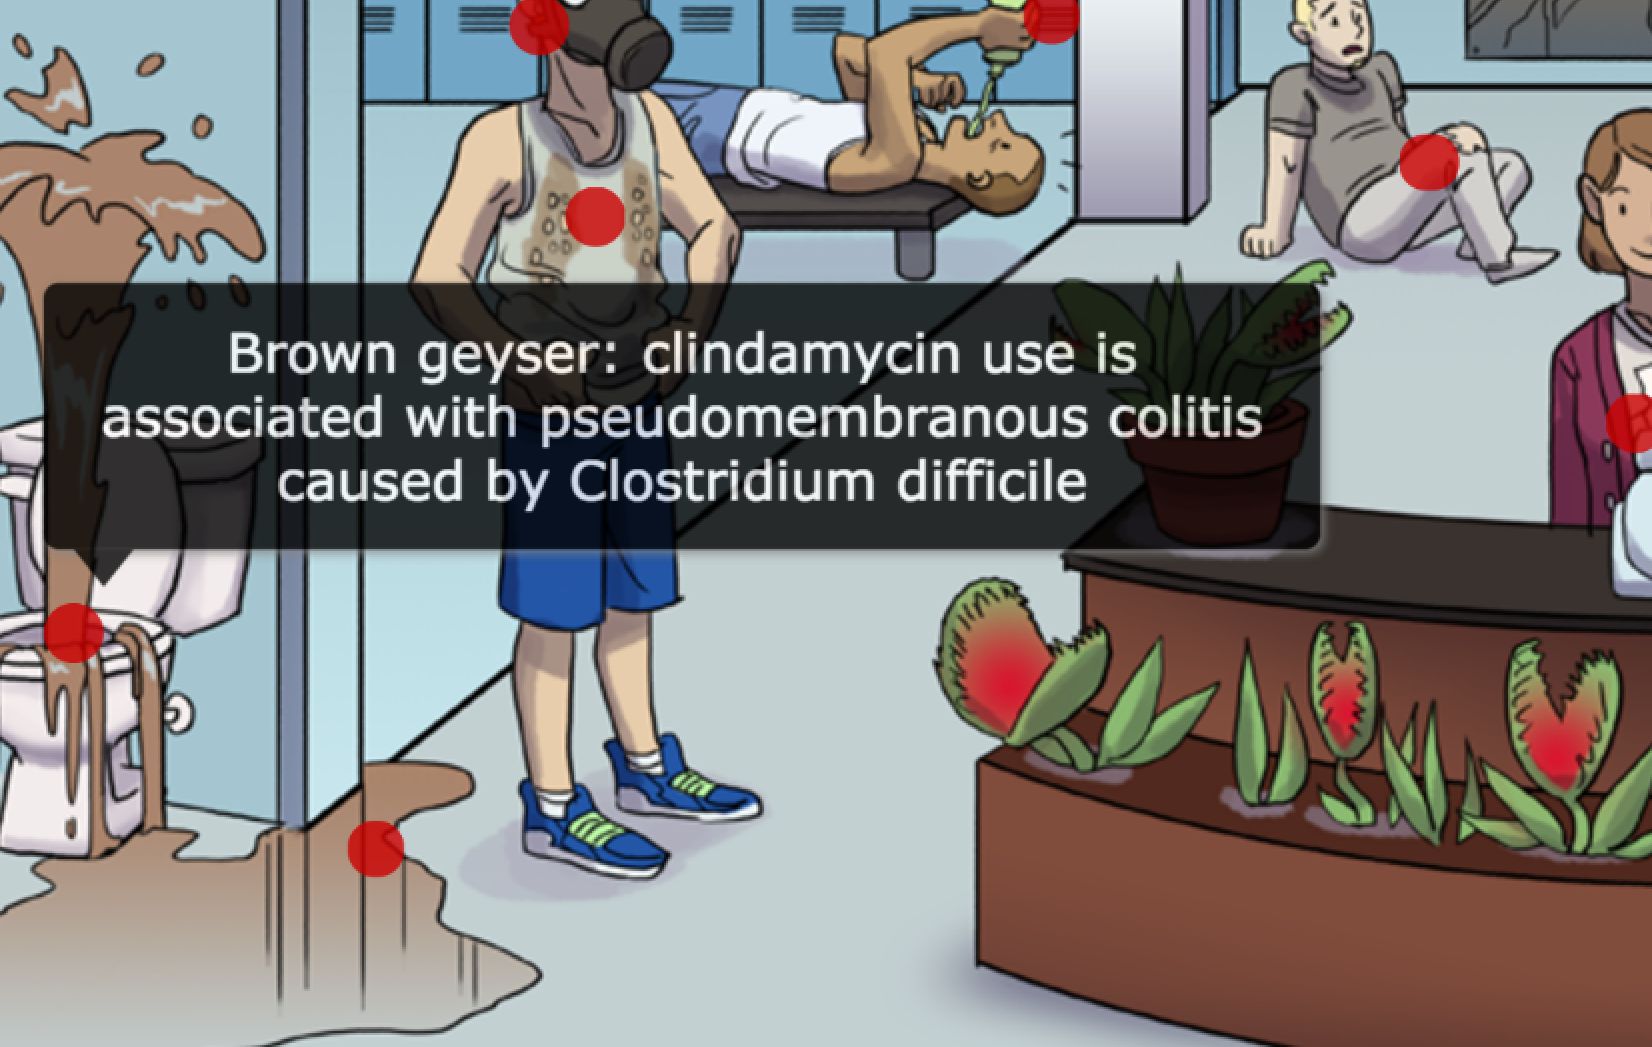 Brown geyser: clindamycin use is
associated with pseudomembranous colitis
caused by Clostridium difficile